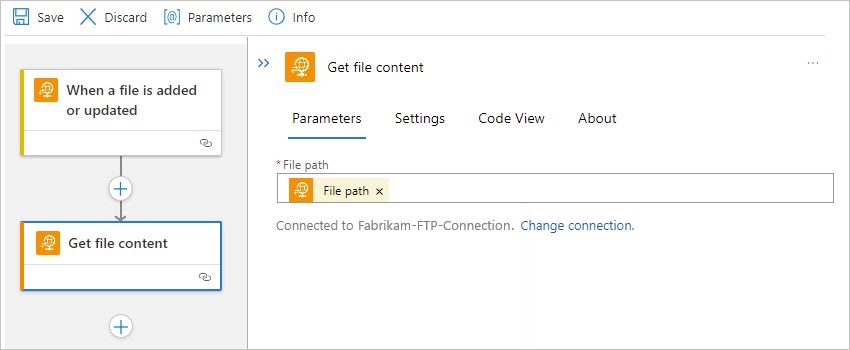 Save Discard [@] Parameters Info
When a file is added
or updated
Get file content
Get file content
...
Parameters Settings Code View About
* File path
File path ×
Connected to Fabrikam-FTP-Connection. Change connection.